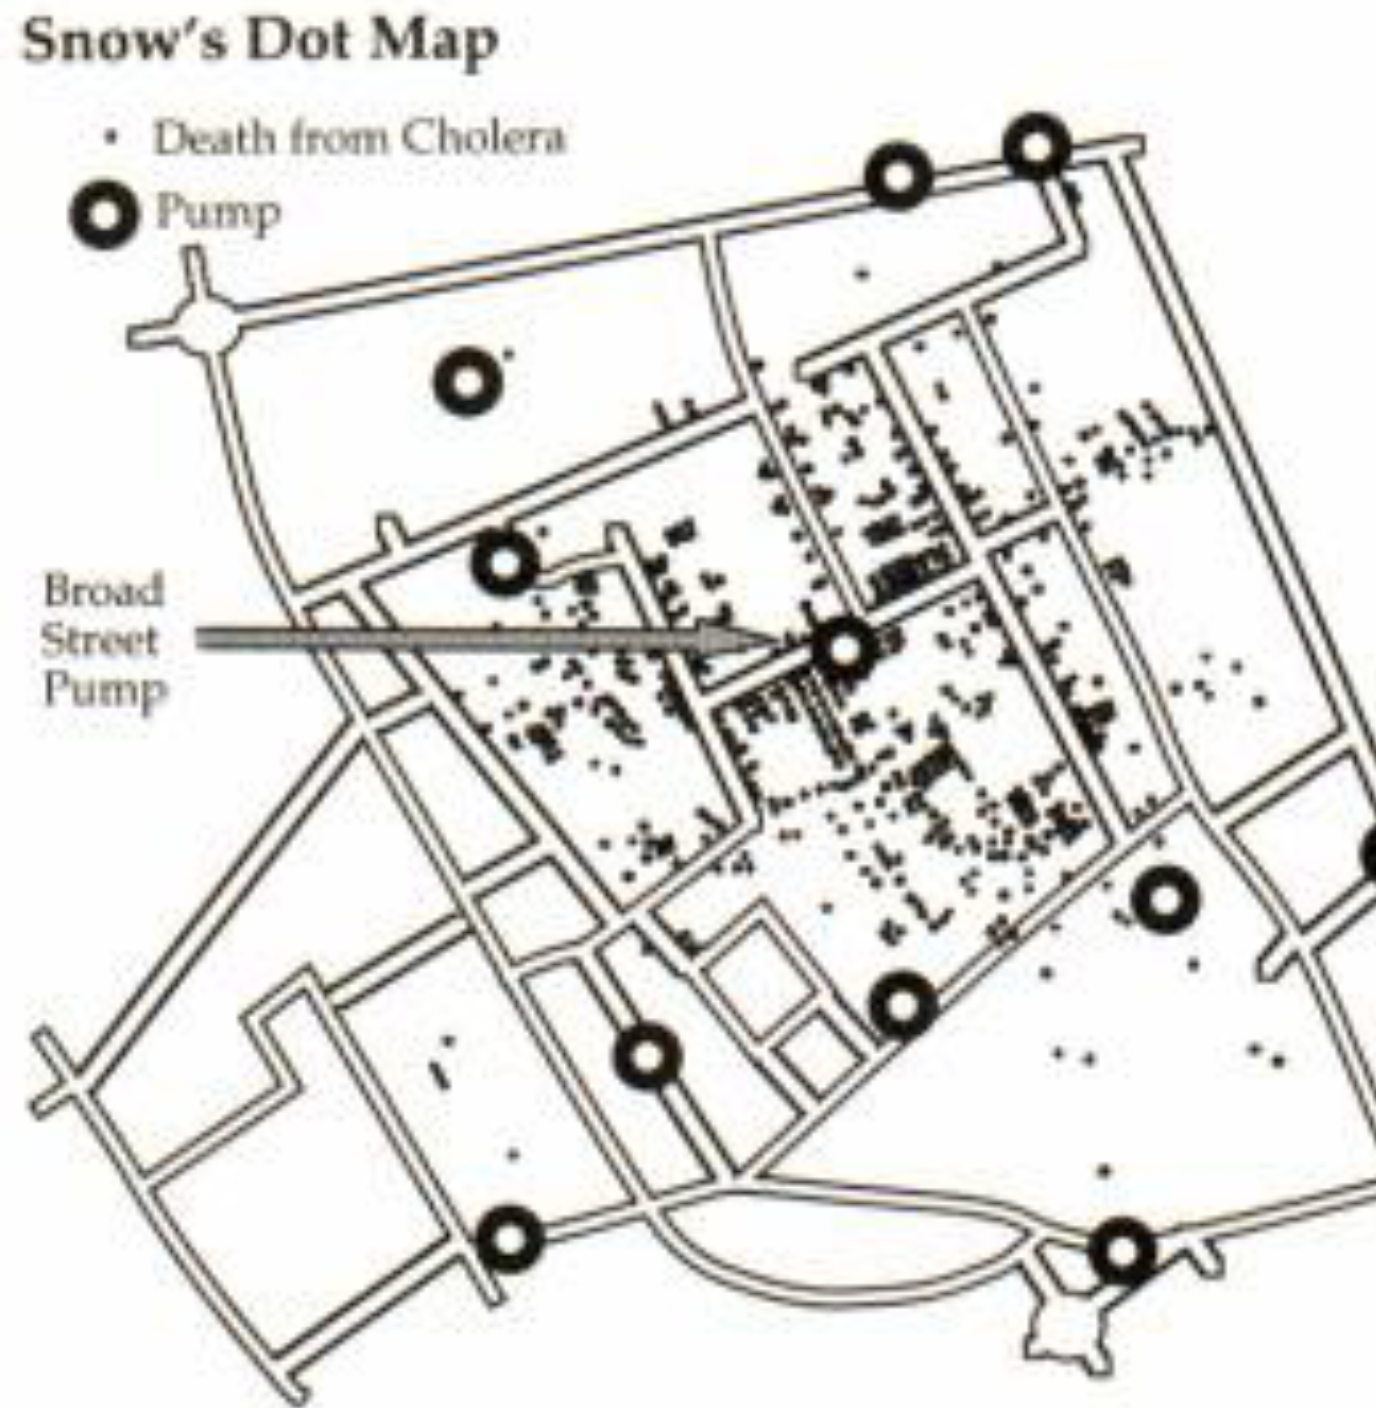 Snow's Dot Map
Death from Cholera
Pump
Broad
Street
Pump